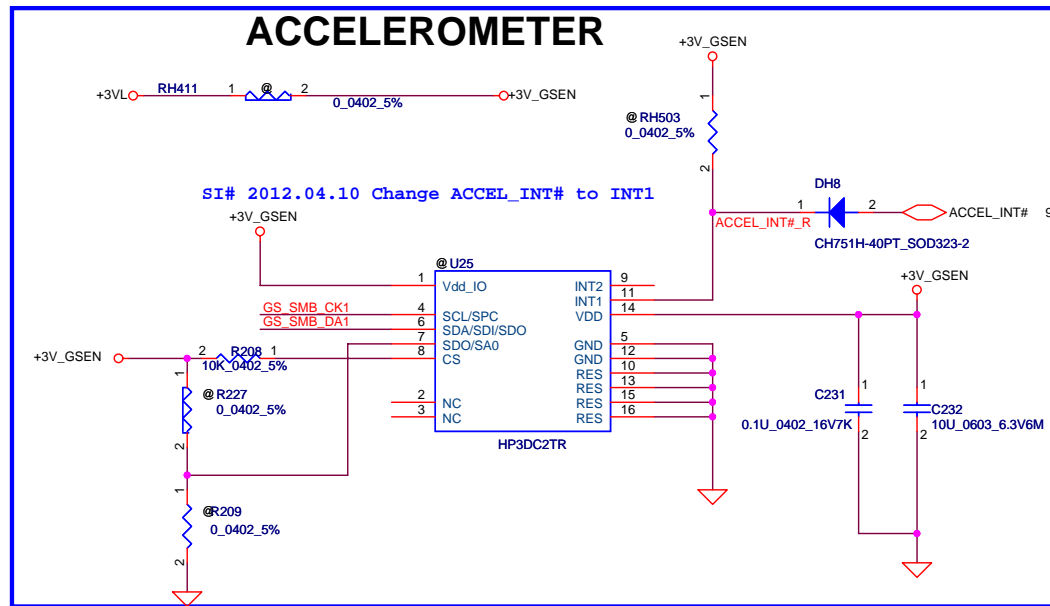 ACCELEROMETER
+3VL
RH411
1
@
2
0_0402_5%
+3V_GSEN
+3V_GSEN
1
@ RH503
0_0402_5%
2
SI# 2012.04.10 Change ACCEL_INT# to INT1
DH8
1
2
ACCEL_INT#
9
ACCEL_INT#_R
CH751H-40PT_SOD323-2
+3V_GSEN
@ U25
1
Vdd_IO
GS_SMB_CK1
4
SCL/SPC
GS_SMB_DA1
6
SDA/SDI/SDO
7
SDO/SA0
8
CS
2
NC
3
NC
INT2
9
INT1
11
VDD
14
GND
5
GND
12
RES
10
RES
13
RES
15
RES
16
HP3DC2TR
+3V_GSEN
2
R208
1
10K_0402_5%
1
@ R227
0_0402_5%
2
1
@R209
0_0402_5%
2
+3V_GSEN
C231
1
0.1U_0402_16V7K
2
1
C232
10U_0603_6.3V6M
2